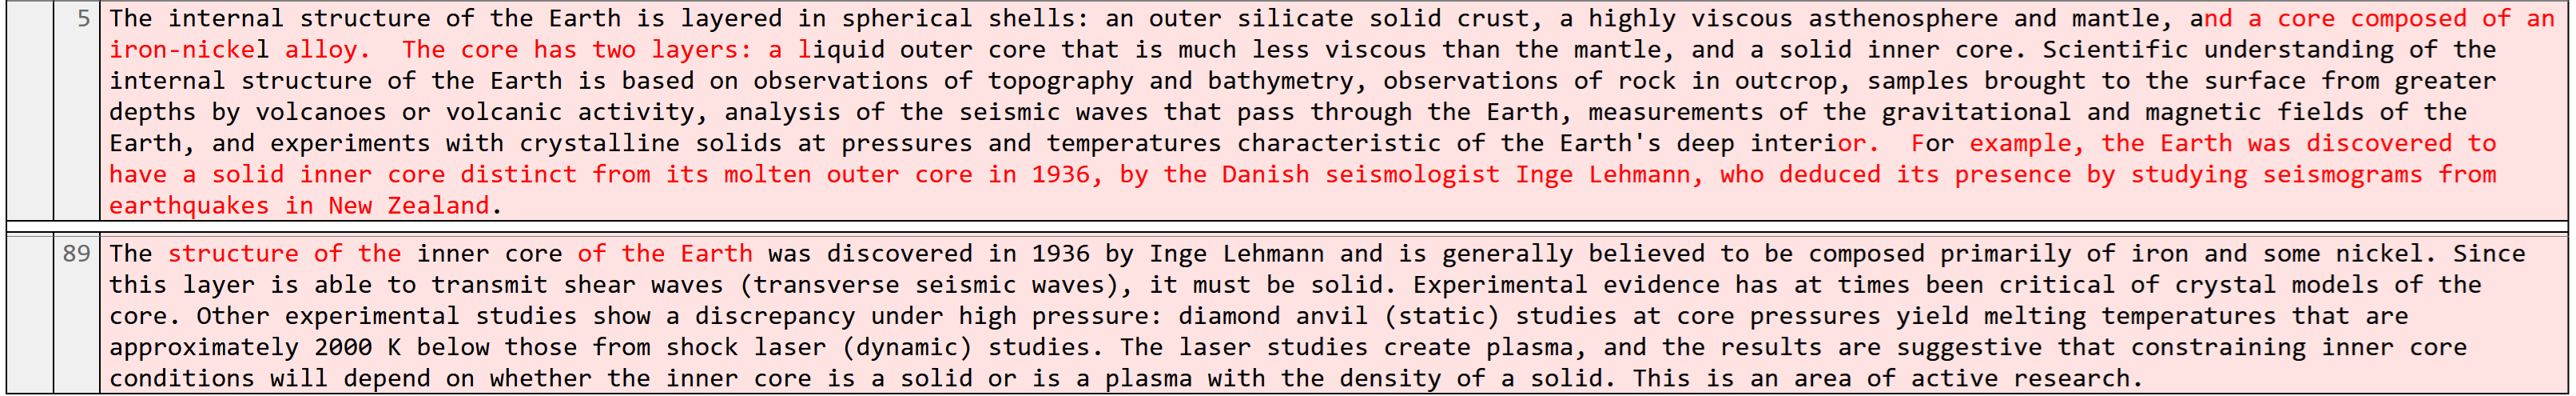 5 The internal structure of the Earth is layered in spherical shells: an outer silicate solid crust, a highly viscous asthenosphere and mantle, and a core composed of an
iron-nickel alloy.  The core has two layers: a liquid outer core that is much less viscous than the mantle, and a solid inner core. Scientific understanding of the
internal structure of the Earth is based on observations of topography and bathymetry, observations of rock in outcrop, samples brought to the surface from greater
depths by volcanoes or volcanic activity, analysis of the seismic waves that pass through the Earth, measurements of the gravitational and magnetic fields of the
Earth, and experiments with crystalline solids at pressures and temperatures characteristic of the Earth's deep interior.  For example, the Earth was discovered to
have a solid inner core distinct from its molten outer core in 1936, by the Danish seismologist Inge Lehmann, who deduced its presence by studying seismograms from
earthquakes in New Zealand.
89 The structure of the inner core of the Earth was discovered in 1936 by Inge Lehmann and is generally believed to be composed primarily of iron and some nickel. Since
this layer is able to transmit shear waves (transverse seismic waves), it must be solid. Experimental evidence has at times been critical of crystal models of the
core. Other experimental studies show a discrepancy under high pressure: diamond anvil (static) studies at core pressures yield melting temperatures that are
approximately 2000 K below those from shock laser (dynamic) studies. The laser studies create plasma, and the results are suggestive that constraining inner core
conditions will depend on whether the inner core is a solid or is a plasma with the density of a solid. This is an area of active research.